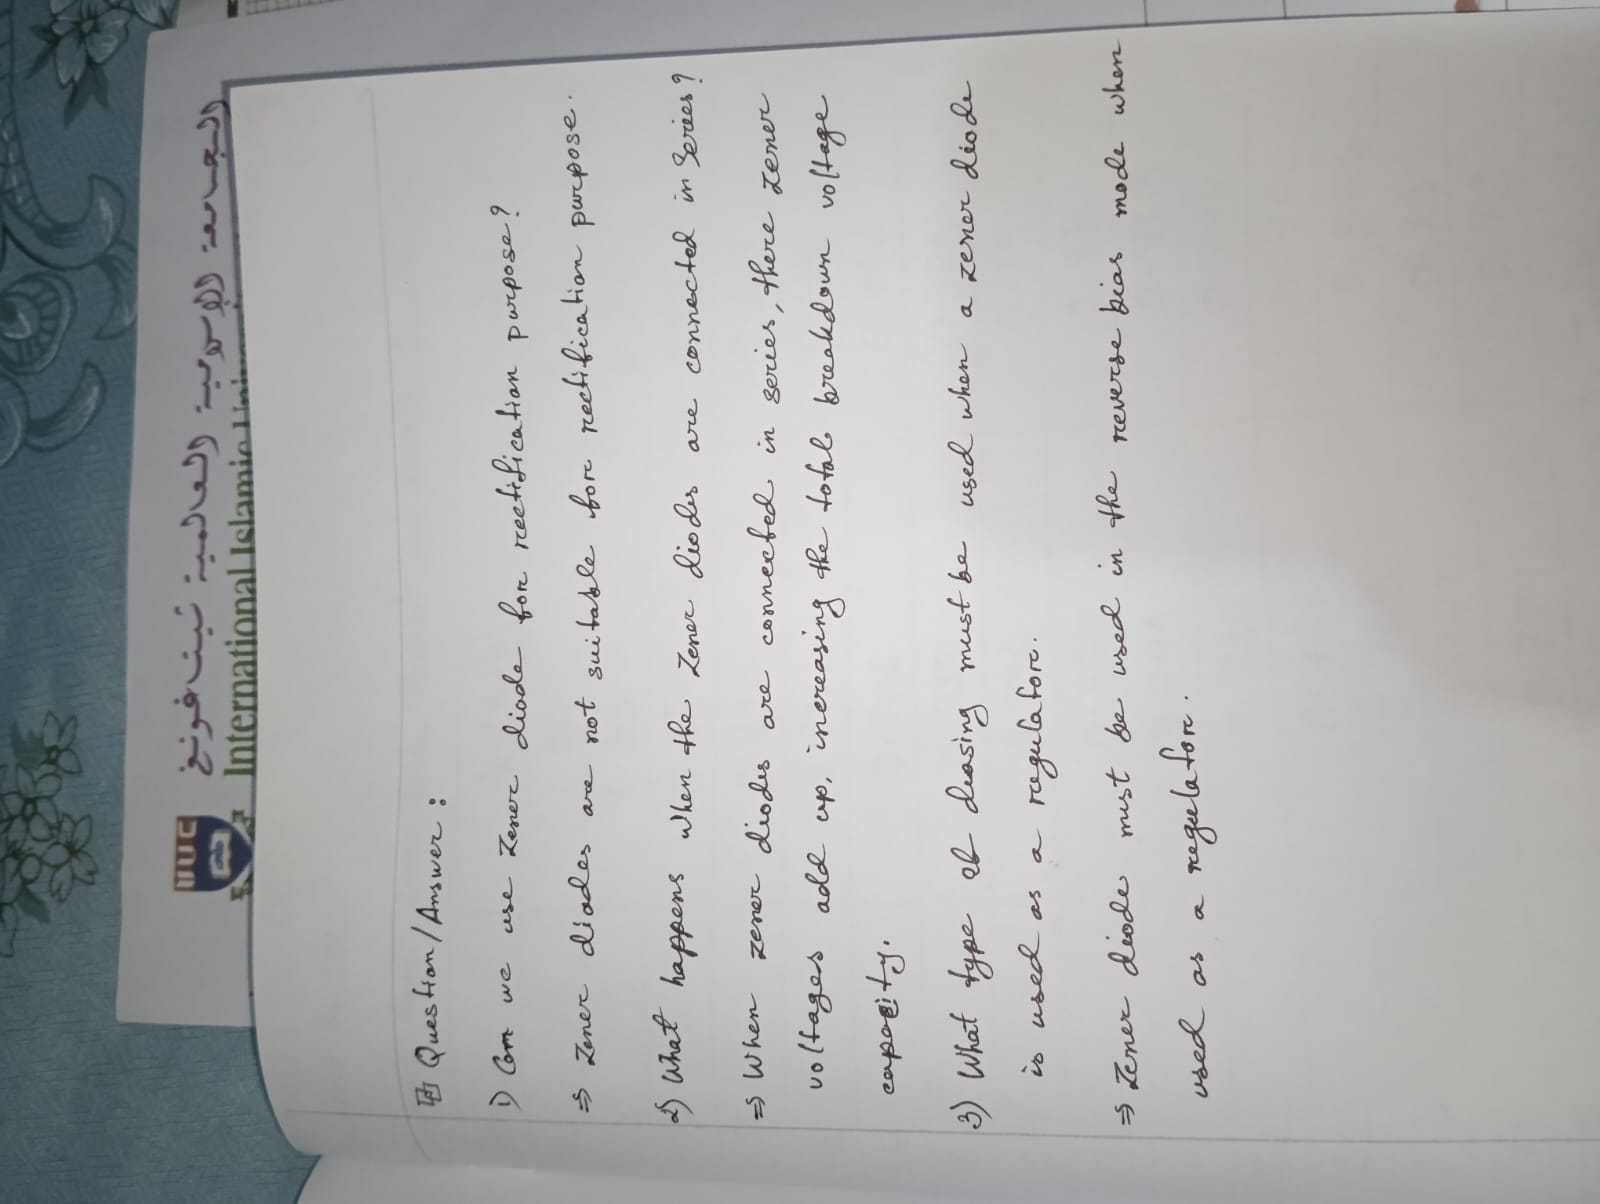 الجامعة الإسلامية العالمية شيتاغونغ
International Islamic Univ
IIUC
Question/Answer:
1) Can we use Zener diode for rectification purpose?
⇒ Zener diodes are not suitable for rectification purpose.
2) What happens when the Zener diodes are connected in Series?
⇒ When zener diodes are connected in series, there zener
voltages add up, increasing the total breakdown voltage
capacity.
3) What type of biasing must be used when a zener diode
is used as a regulator.
⇒ Zener diode must be used in the reverse bias mode when
used as a regulator.